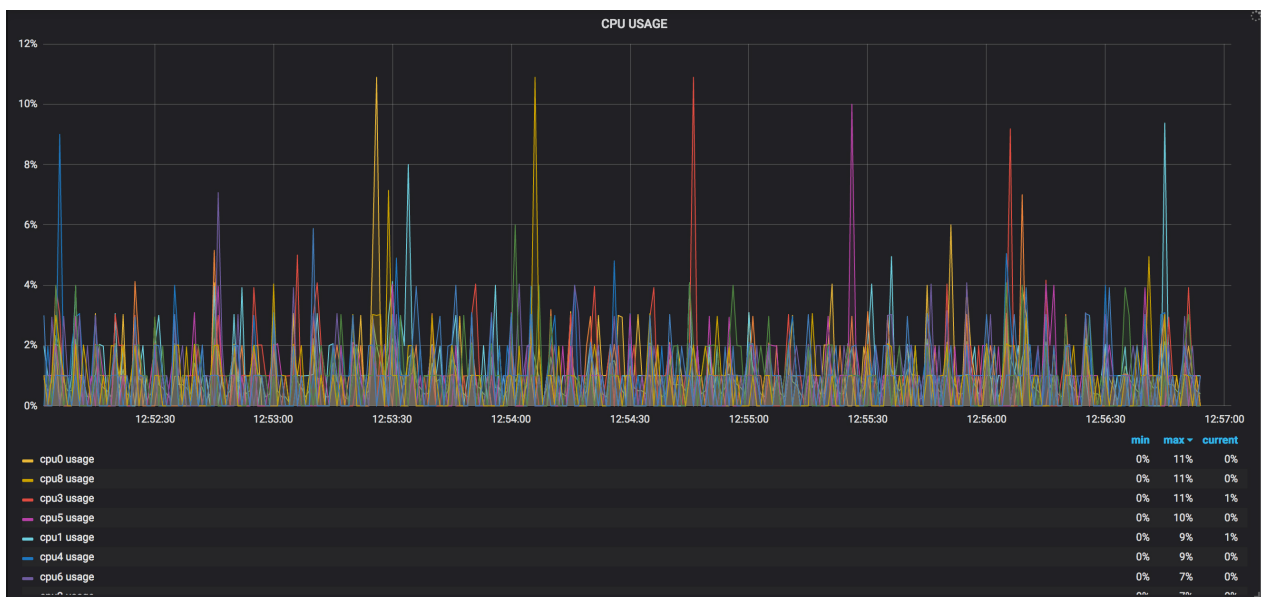 CPU USAGE
12%
10%
8%
6%
4%
2%
0%
12:52:30 12:53:00 12:53:30 12:54:00 12:54:30 12:55:00 12:55:30 12:56:00 12:56:30 12:57:00
min max current
cpu0 usage 0% 11% 0%
cpu8 usage 0% 11% 0%
cpu3 usage 0% 11% 1%
cpu5 usage 0% 10% 0%
cpu1 usage 0% 9% 1%
cpu4 usage 0% 9% 0%
cpu6 usage 0% 7% 0%